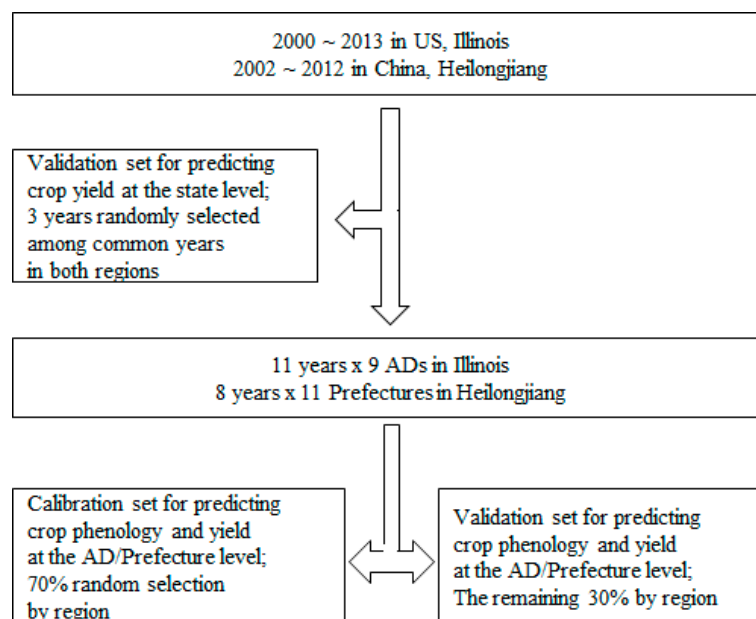 2000 ~ 2013 in US, Illinois
2002 ~ 2012 in China, Heilongjiang
Validation set for predicting
crop yield at the state level;
3 years randomly selected
among common years
in both regions
11 years x 9 ADs in Illinois
8 years x 11 Prefectures in Heilongjiang
Calibration set for predicting
crop phenology and yield
at the AD/Prefecture level;
70% random selection
by region
Validation set for predicting
crop phenology and yield
at the AD/Prefecture level;
The remaining 30% by region